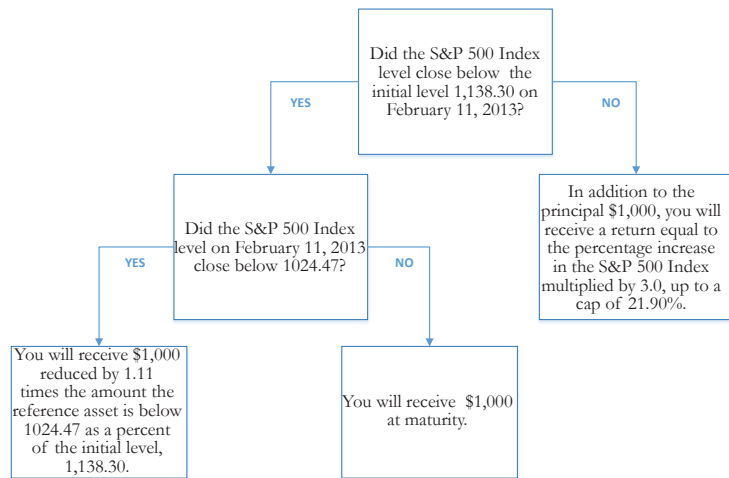 Did the S&P 500 Index
level close below the
initial level 1,138.30 on
February 11, 2013?
YES
NO
Did the S&P 500 Index
level on February 11, 2013
close below 1024.47?
In addition to the
principal $1,000, you will
receive a return equal to
the percentage increase
in the S&P 500 Index
multiplied by 3.0, up to a
cap of 21.90%.
YES
NO
You will receive $1,000
reduced by 1.11
times the amount the
reference asset is below
1024.47 as a percent
of the initial level,
1,138.30.
You will receive $1,000
at maturity.